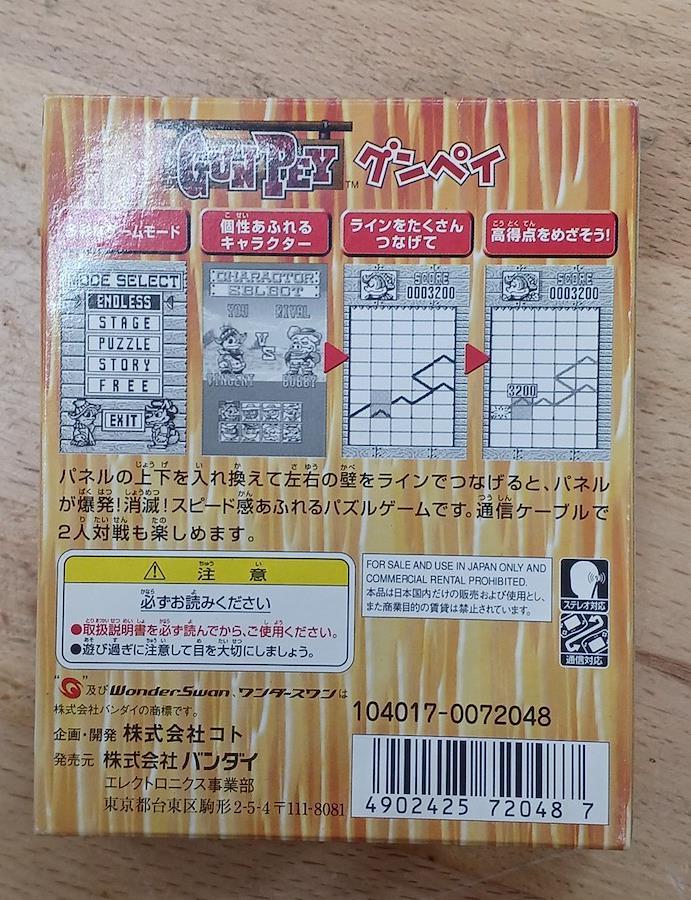 GUNPEY TM グンペイ
ームモード
個性あふれる
キャラクター
ラインをたくさん
つなげて
高得点をめざそう!
MODE SELECT
ENDLESS
STAGE
PUZZLE
STORY
FREE
EXIT
CHARACTOR
SELECT
YOU RIVAL
VS
VINCENT BOBBY
SCORE
0003200
SCORE
0003200
3200
パネルの上下を入れ換えて左右の壁をラインでつなげると、パネル
が爆発!消滅!スピード感あふれるパズルゲームです。通信ケーブルで
2人対戦も楽しめます。
⚠ 注意
必ずお読みください
●取扱説明書を必ず読んでから、ご使用ください。
●遊び過ぎに注意して目を大切にしましょう。
FOR SALE AND USE IN JAPAN ONLY AND
COMMERCIAL RENTAL PROHIBITED.
本品は日本国内だけの販売および使用とし、
また商業目的の賃貸は禁止されています。
ステレオ対応
通信対応
“ ”及びWonderSwan、ワンダースワンは
株式会社バンダイの商標です。
企画・開発 株式会社コト
発売元 株式会社バンダイ
エレクトロニクス事業部
東京都台東区駒形2-5-4〒111-8081
104017-0072048
4902425 72048 7